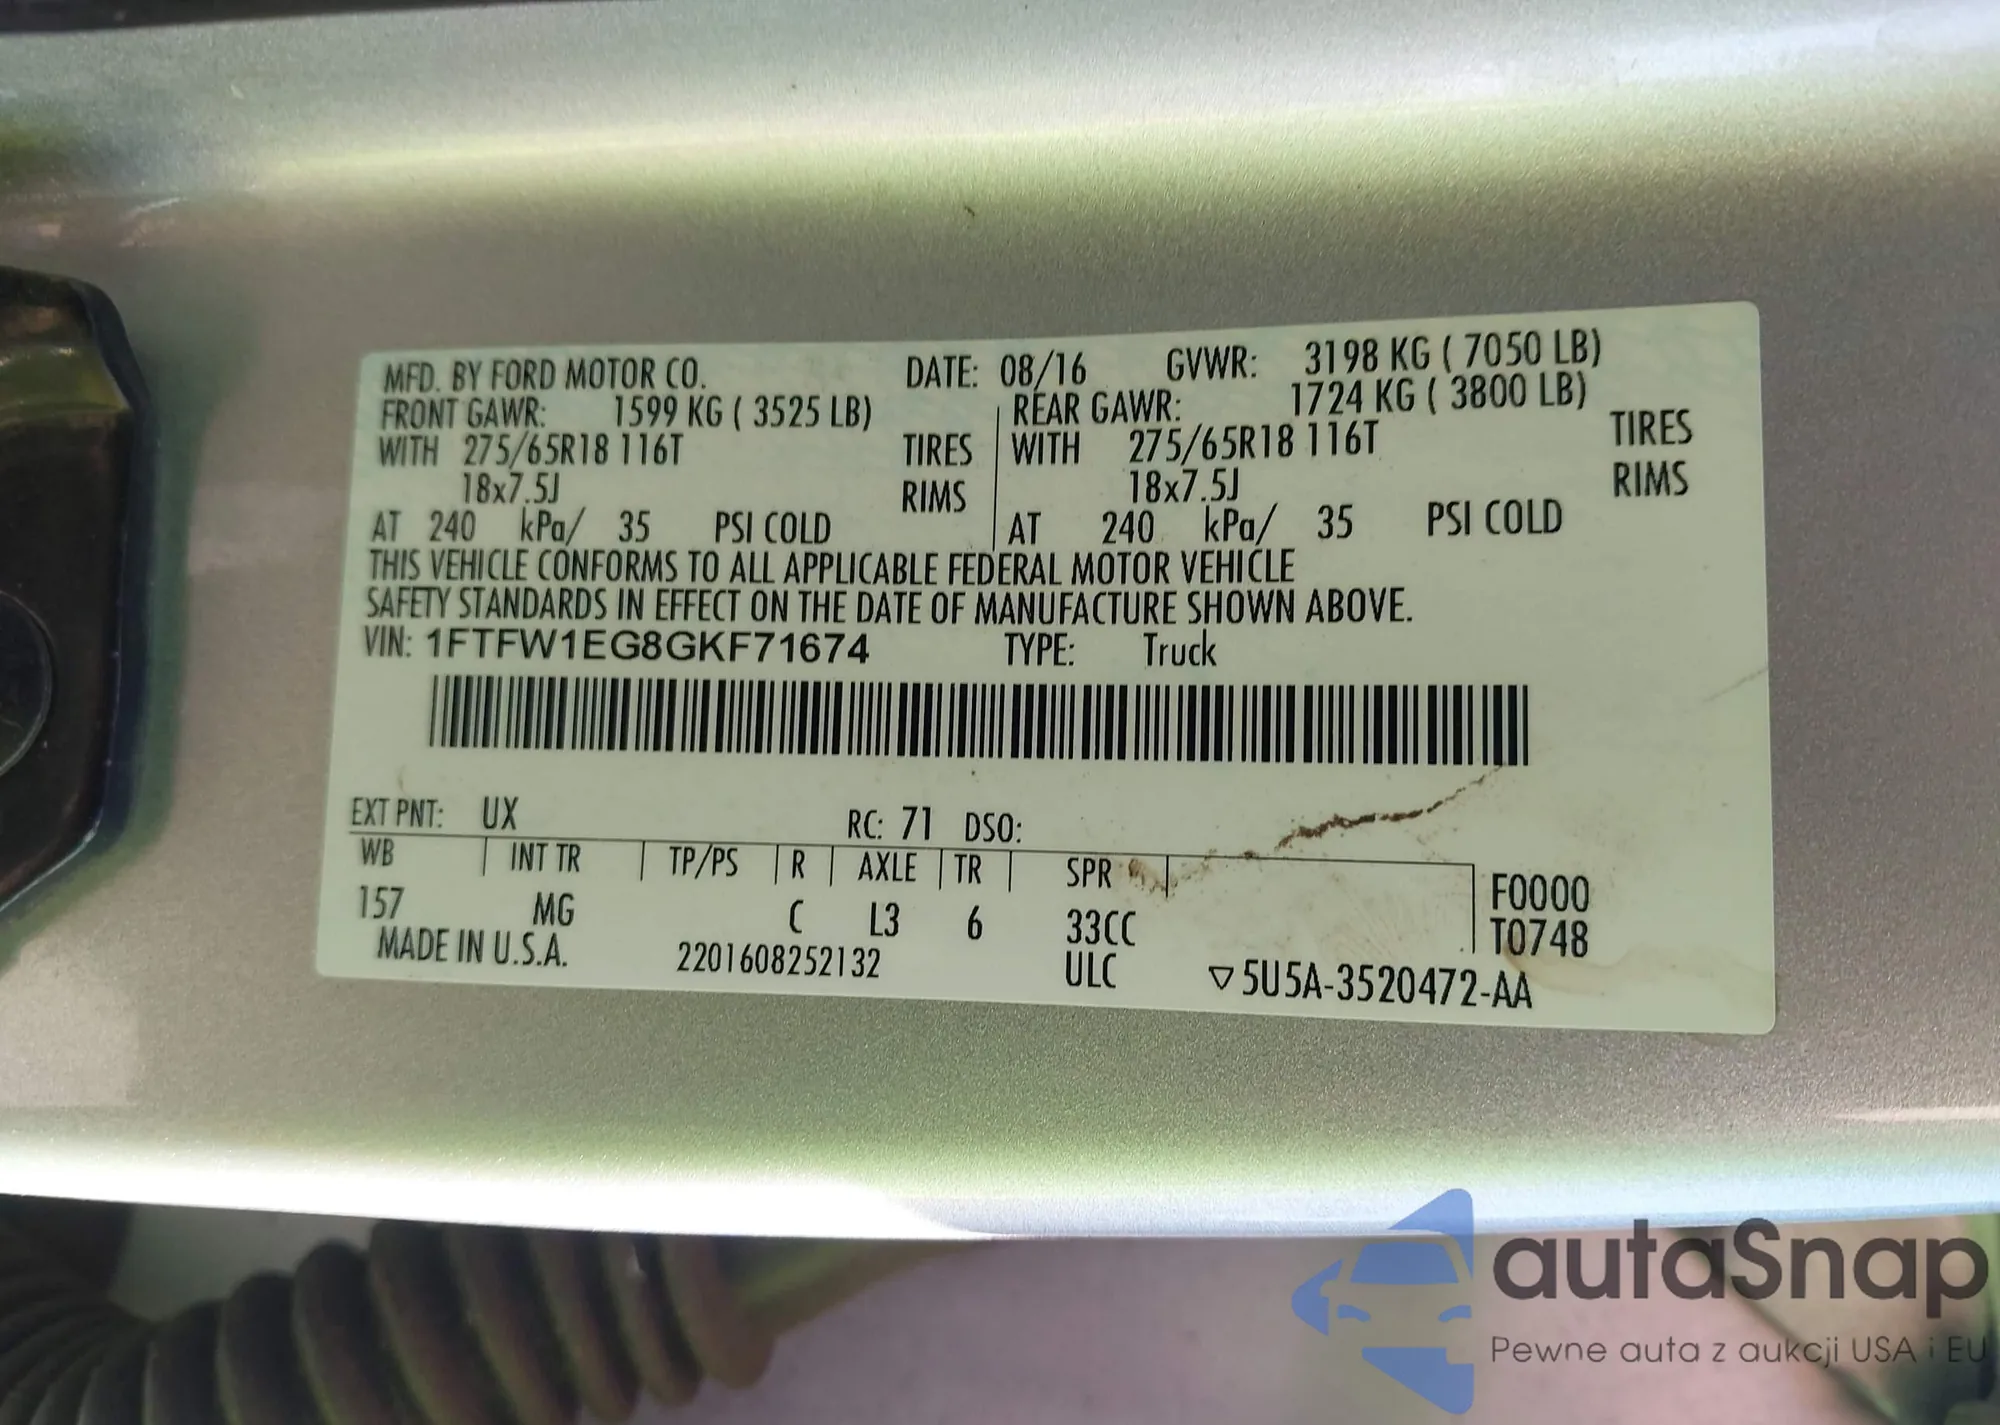 MFD. BY FORD MOTOR CO. DATE: 08/16 GVWR: 3198 KG ( 7050 LB)
FRONT GAWR: 1599 KG ( 3525 LB) REAR GAWR: 1724 KG ( 3800 LB)
WITH 275/65R18 116T TIRES WITH 275/65R18 116T TIRES
18x7.5J RIMS 18x7.5J RIMS
AT 240 kPa/ 35 PSI COLD AT 240 kPa/ 35 PSI COLD
THIS VEHICLE CONFORMS TO ALL APPLICABLE FEDERAL MOTOR VEHICLE
SAFETY STANDARDS IN EFFECT ON THE DATE OF MANUFACTURE SHOWN ABOVE.
VIN: 1FTFW1EG8GKF71674 TYPE: Truck
EXT PNT: UX RC: 71 DSO:
WB INT TR TP/PS R AXLE TR SPR
157 MG C L3 6 33CC F0000
T0748
MADE IN U.S.A. 2201608252132 ULC ▽5U5A-3520472-AA
autaSnap
Pewne auta z aukcji USA i EU